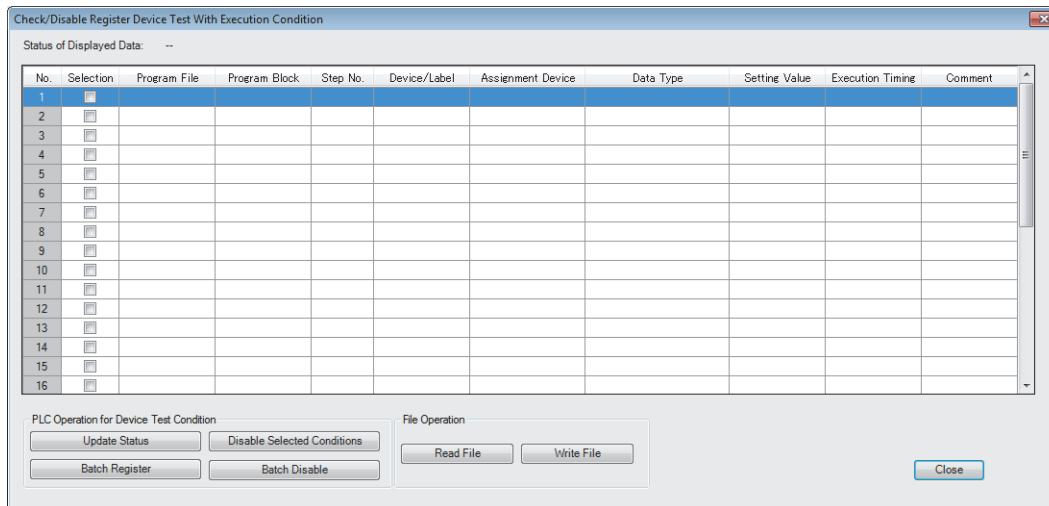 Check/Disable Register Device Test With Execution Condition
Status of Displayed Data: --
No. Selection Program File Program Block Step No. Device/Label Assignment Device Data Type Setting Value Execution Timing Comment
1
2
3
4
5
6
7
8
9
10
11
12
13
14
15
16
PLC Operation for Device Test Condition File Operation
Update Status Disable Selected Conditions
Read File Write File
Batch Register Batch Disable Close